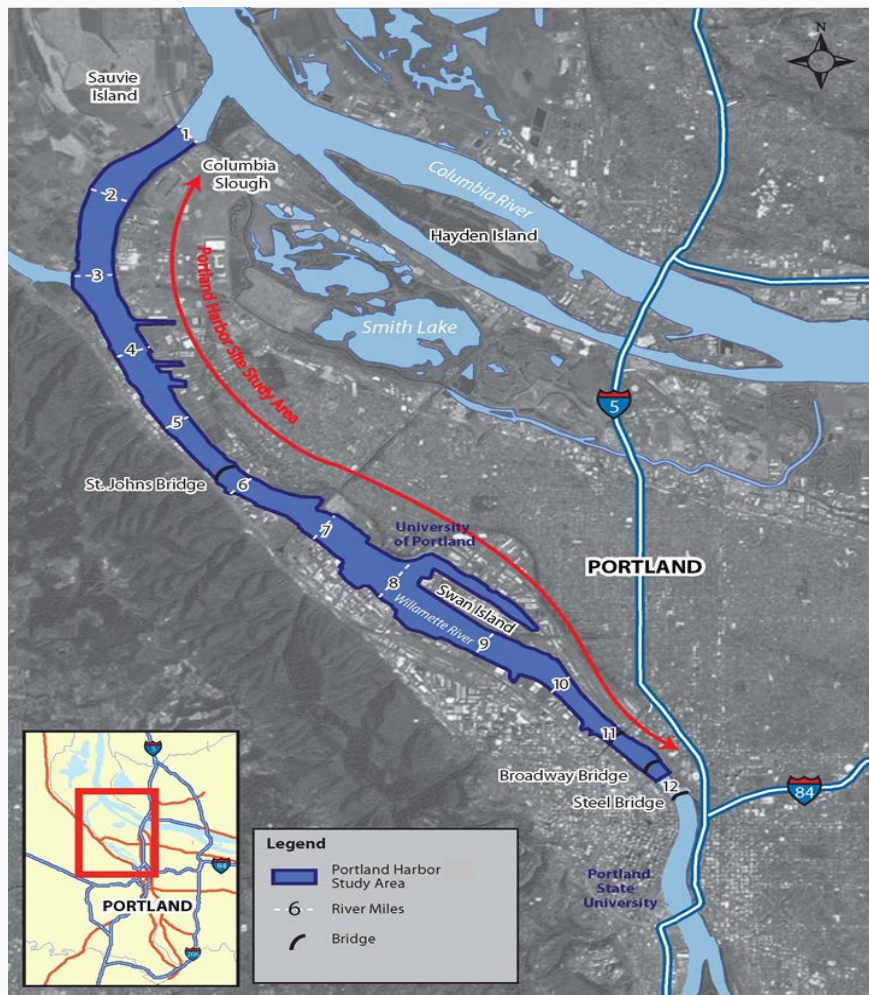 N
Sauvie
Island
1
Columbia
Slough
2
Columbia River
Hayden Island
3
Portland Harbor Site Study Area
Smith Lake
4
5
5
St. Johns Bridge
6
7
University
of Portland
PORTLAND
8
Swan Island
Willamette River
9
10
11
Broadway Bridge
12
Steel Bridge
84
Portland
State
University
5
84
PORTLAND
205
Legend
Portland Harbor
Study Area
6
River Miles
Bridge